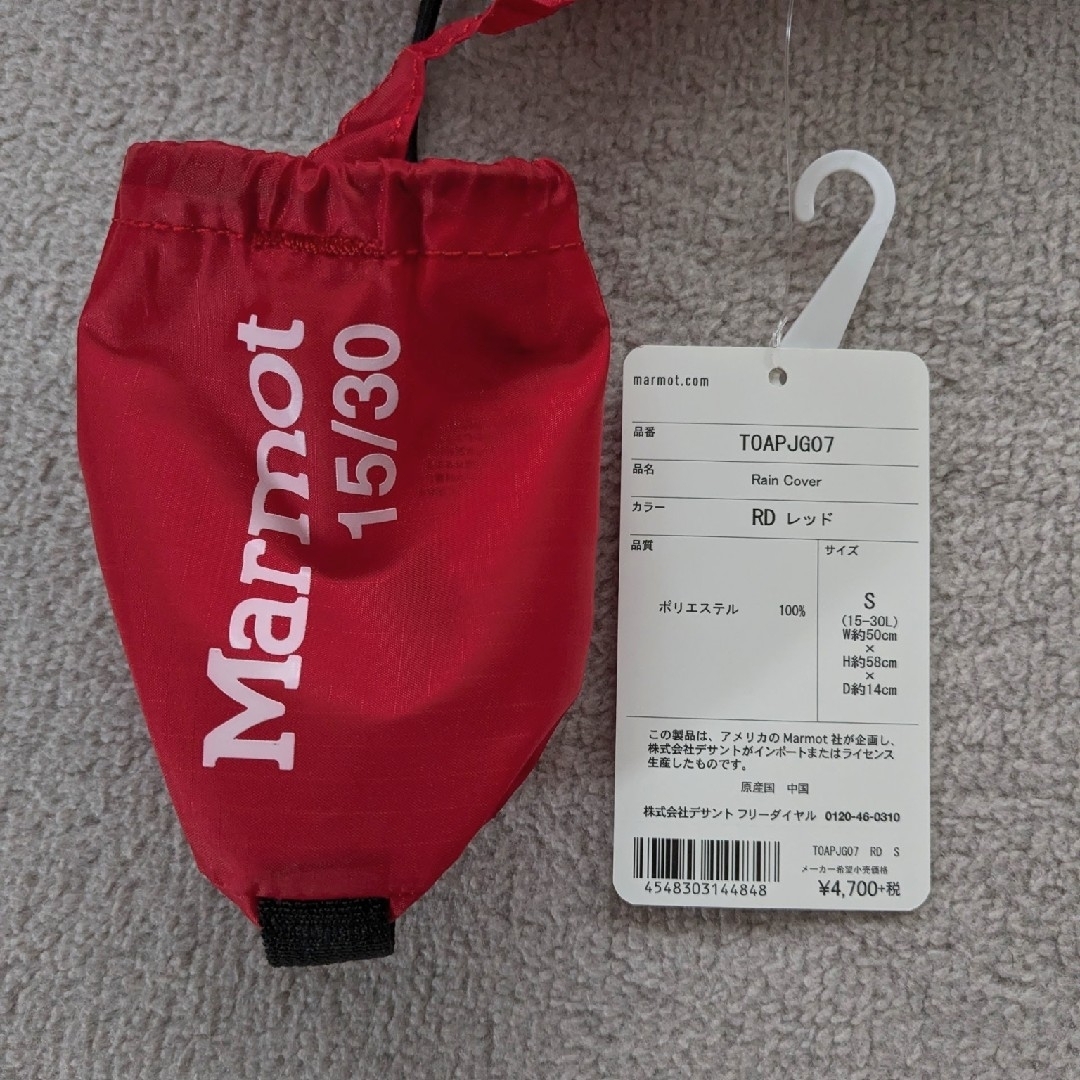 Marmot
15/30
marmot.com
品番
TOAPJG07
品名
Rain Cover
カラー
RD レッド
品質
サイズ
ポリエステル 100%
S
(15-30L)
W約50cm
×
H約58cm
×
D約14cm
この製品は、アメリカのMarmot社が企画し、
株式会社デサントがインポートまたはライセンス
生産したものです。
原産国 中国
株式会社デサント フリーダイヤル 0120-46-0310
TOAPJG07 RD S
メーカー希望小売価格
¥4,700+税
4548303144848